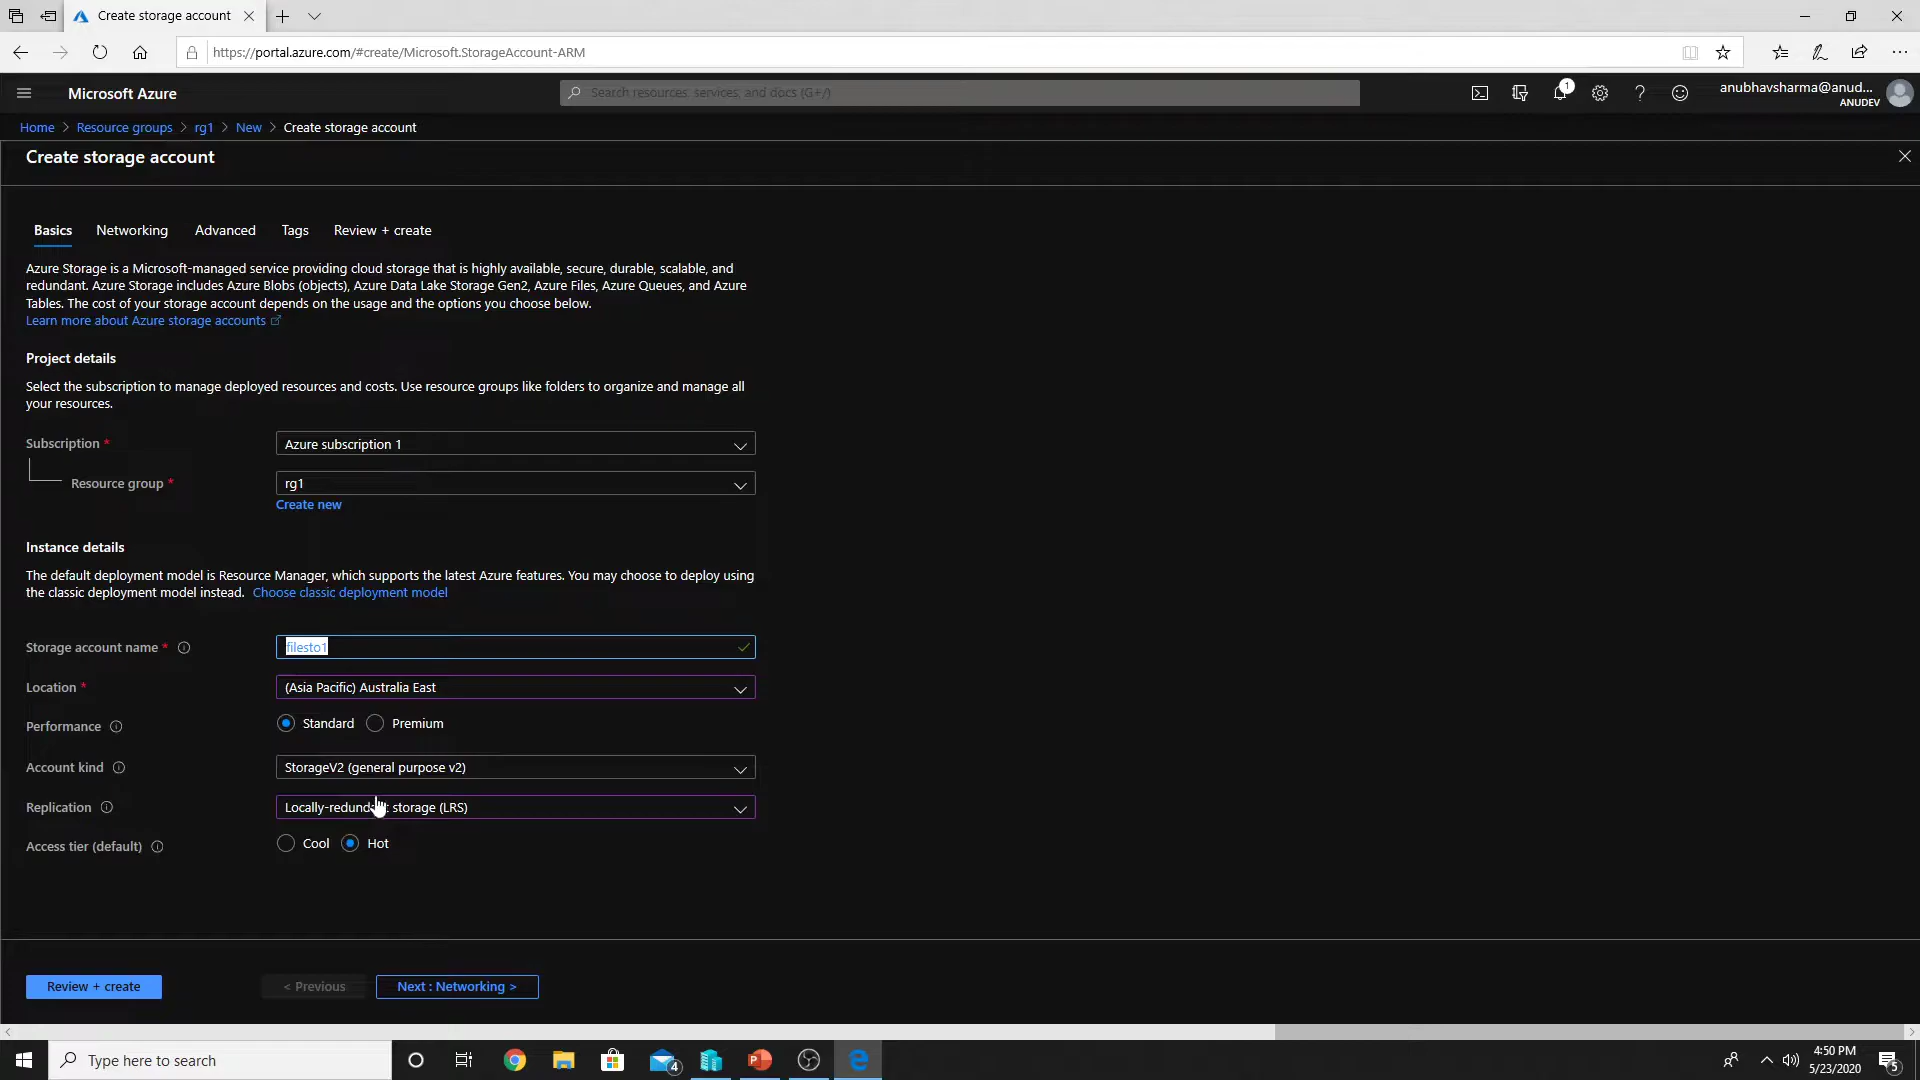 Create storage account
https://portal.azure.com/#create/Microsoft.StorageAccount-ARM
Microsoft Azure
Search resources, services, and docs (G+/)
1
anubhavsharma@anud...
ANUDEV
Home > Resource groups > rg1 > New > Create storage account
Create storage account
Basics Networking Advanced Tags Review + create
Azure Storage is a Microsoft-managed service providing cloud storage that is highly available, secure, durable, scalable, and
redundant. Azure Storage includes Azure Blobs (objects), Azure Data Lake Storage Gen2, Azure Files, Azure Queues, and Azure
Tables. The cost of your storage account depends on the usage and the options you choose below.
Learn more about Azure storage accounts
Project details
Select the subscription to manage deployed resources and costs. Use resource groups like folders to organize and manage all
your resources.
Subscription * Azure subscription 1
Resource group * rg1
Create new
Instance details
The default deployment model is Resource Manager, which supports the latest Azure features. You may choose to deploy using
the classic deployment model instead. Choose classic deployment model
Storage account name * filesto1
Location * (Asia Pacific) Australia East
Performance Standard Premium
Account kind StorageV2 (general purpose v2)
Replication Locally-redundant storage (LRS)
Access tier (default) Cool Hot
Review + create < Previous Next : Networking >
Type here to search
4
4:50 PM
5/23/2020
5